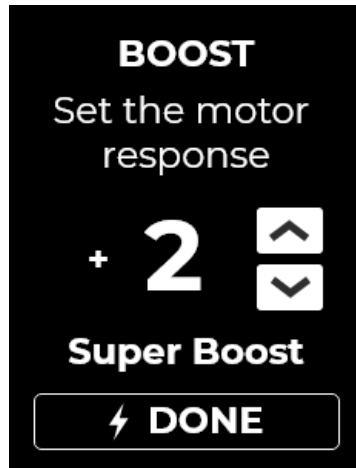 BOOST
Set the motor
response
+ 2
Super Boost
DONE